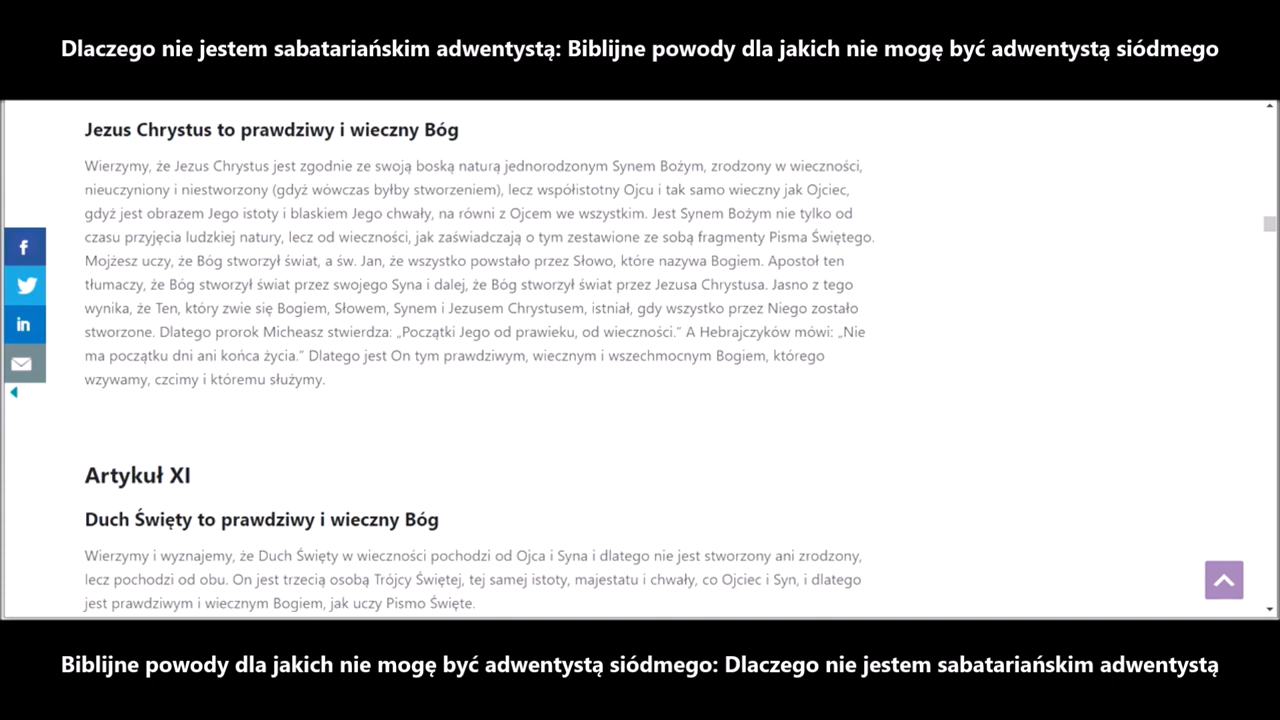 Dlaczego nie jestem sabatariańskim adwentystą: Biblijne powody dla jakich nie mogę być adwentystą siódmego
Jezus Chrystus to prawdziwy i wieczny Bóg
Wierzymy, że Jezus Chrystus jest zgodnie ze swoją boską naturą jednorodzonym Synem Bożym, zrodzony w wieczności,
nieuczyniony i niestworzony (gdyż wówczas byłby stworzeniem), lecz współistotny Ojcu i tak samo wieczny jak Ojciec,
gdyż jest obrazem Jego istoty i blaskiem Jego chwały, na równi z Ojcem we wszystkim. Jest Synem Bożym nie tylko od
czasu przyjęcia ludzkiej natury, lecz od wieczności, jak zaświadczają o tym zestawione ze sobą fragmenty Pisma Świętego.
Mojżesz uczy, że Bóg stworzył świat, a św. Jan, że wszystko powstało przez Słowo, które nazywa Bogiem. Apostoł ten
tłumaczy, że Bóg stworzył świat przez swojego Syna i dalej, że Bóg stworzył świat przez Jezusa Chrystusa. Jasno z tego
wynika, że Ten, który zwie się Bogiem, Słowem, Synem i Jezusem Chrystusem, istniał, gdy wszystko przez Niego zostało
stworzone. Dlatego prorok Micheasz stwierdza: „Początki Jego od prawieku, od wieczności.” A Hebrajczyków mówi: „Nie
ma początku dni ani końca życia.” Dlatego jest On tym prawdziwym, wiecznym i wszechmocnym Bogiem, którego
wzywamy, czcimy i któremu służymy.
Artykuł XI
Duch Święty to prawdziwy i wieczny Bóg
Wierzymy i wyznajemy, że Duch Święty w wieczności pochodzi od Ojca i Syna i dlatego nie jest stworzony ani zrodzony,
lecz pochodzi od obu. On jest trzecią osobą Trójcy Świętej, tej samej istoty, majestatu i chwały, co Ojciec i Syn, i dlatego
jest prawdziwym i wiecznym Bogiem, jak uczy Pismo Święte.
Biblijne powody dla jakich nie mogę być adwentystą siódmego: Dlaczego nie jestem sabatariańskim adwentystą